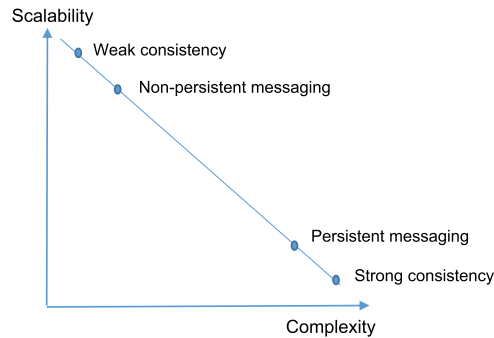 Scalability
Weak consistency
Non-persistent messaging
Persistent messaging
Strong consistency
Complexity